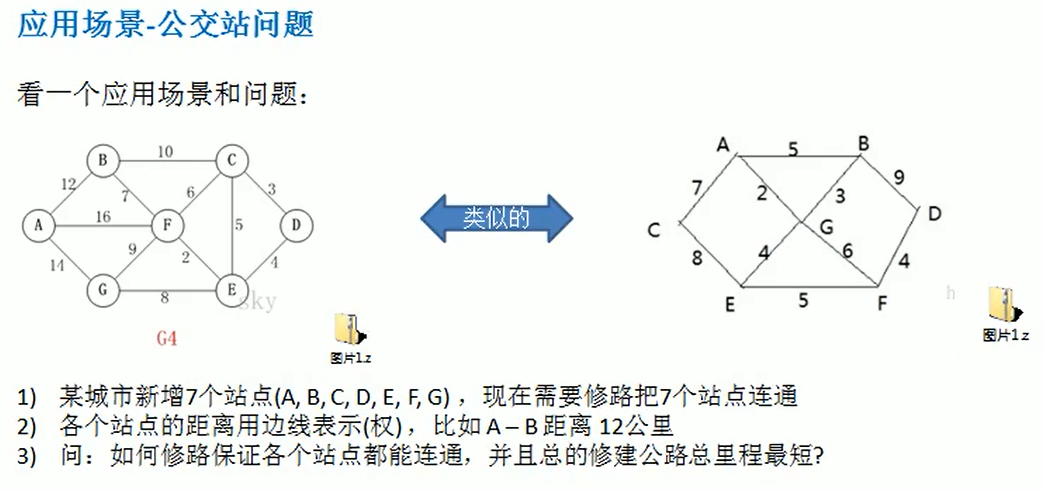 应用场景-公交站问题
看一个应用场景和问题：
B 10 C
12 7 6 3
A 16 F 5 D
14 9 2 4
G 8 E
sky
G4
图片1.z
类似的
A 5 B
7 2 3 9
C G D
8 4 6 4
E 5 F
h
图片1.z
1) 某城市新增7个站点(A, B, C, D, E, F, G) ，现在需要修路把7个站点连通
2) 各个站点的距离用边线表示(权) ，比如 A – B 距离 12公里
3) 问：如何修路保证各个站点都能连通，并且总的修建公路总里程最短?